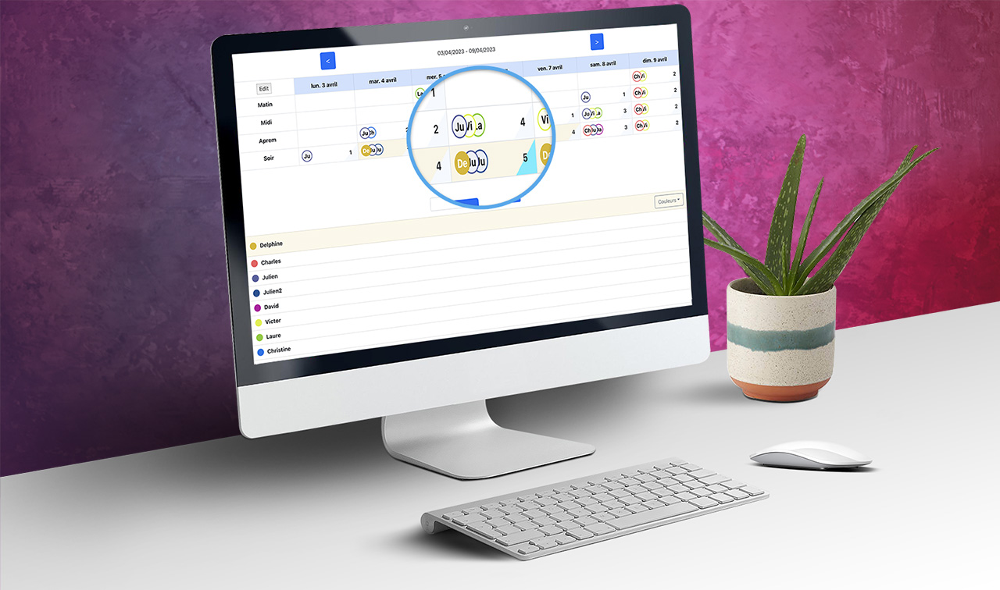 < 03/04/2023 - 09/04/2023 >
Edit lun. 3 avril mar. 4 avril mer. 5 ven. 7 avril sam. 8 avril dim. 9 avril
Matin La 1 Ch Vi 2
Midi Ju 1 Ch Vi 2
Aprem Ju Ch 2 Ju Vi La 4 Vi 1 Ju Vi La 3 Ch Vi 2
Soir Ju 1 De Ju Ju 4 De Ju Ju 5 De 4 Ch Ju 3 Ch Vi 2
Couleurs
Delphine
Charles
Julien
Julien2
David
Victor
Laure
Christine